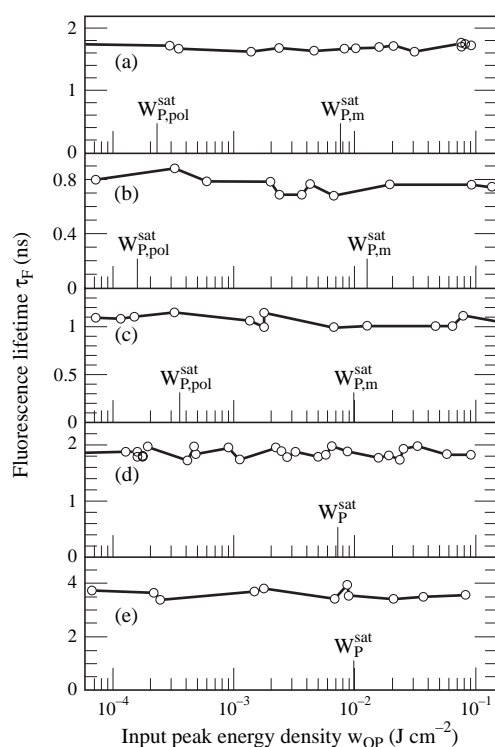 Fluorescence lifetime τF (ns)
2
1
0
(a)
W^sat_P,pol
W^sat_P,m
0.8
0.4
0
(b)
W^sat_P,pol
W^sat_P,m
1
0.5
0
(c)
W^sat_P,pol
W^sat_P,m
2
1
0
(d)
W^sat_P
4
2
0
(e)
W^sat_P
10⁻⁴ 10⁻³ 10⁻² 10⁻¹
Input peak energy density w0P (J cm⁻²)